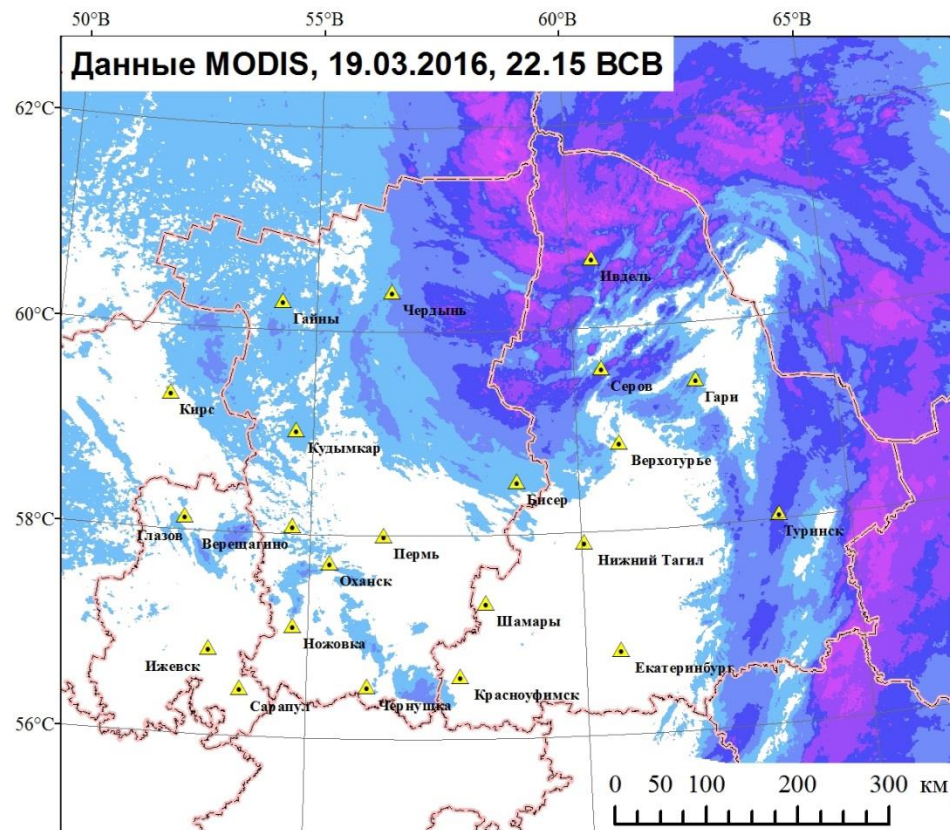 50°В 55°В 60°В 65°В
Данные MODIS, 19.03.2016, 22.15 ВСВ
62°С
Ивдель
60°С
Гайны
Чердынь
Серов
Гари
Кирс
Кудымкар
Верхотурье
Бисер
58°С
Глазов
Верещагино
Пермь
Нижний Тагил
Туринск
Оханск
Шамары
Ножовка
Ижевск
Екатеринбург
Сарапул
Чернушка
Красноуфимск
56°С
0 50 100 200 300 км